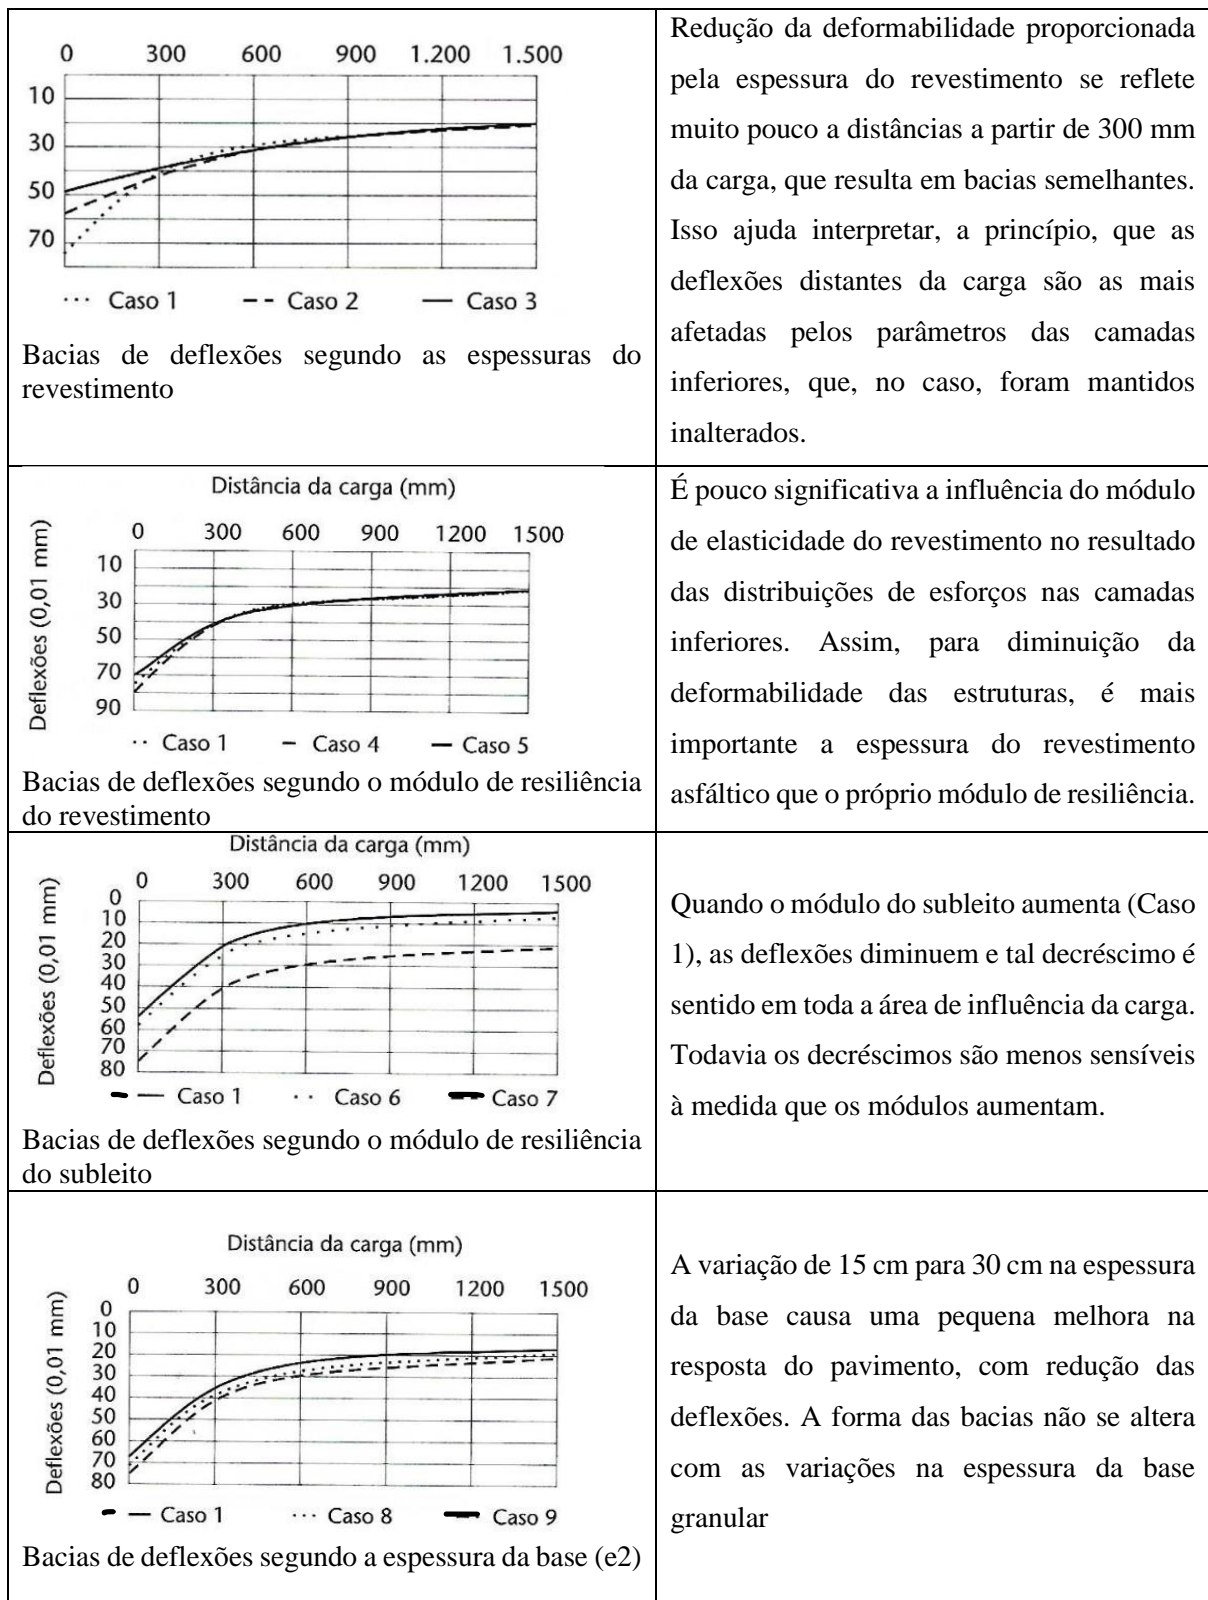 0 300 600 900 1.200 1.500
10
30
50
70
··· Caso 1 – – Caso 2 — Caso 3
Bacias de deflexões segundo as espessuras do
revestimento
Redução da deformabilidade proporcionada
pela espessura do revestimento se reflete
muito pouco a distâncias a partir de 300 mm
da carga, que resulta em bacias semelhantes.
Isso ajuda interpretar, a princípio, que as
deflexões distantes da carga são as mais
afetadas pelos parâmetros das camadas
inferiores, que, no caso, foram mantidos
inalterados.
Distância da carga (mm)
Deflexões (0,01 mm)
0 300 600 900 1200 1500
10
30
50
70
90
·· Caso 1 – Caso 4 — Caso 5
Bacias de deflexões segundo o módulo de resiliência
do revestimento
É pouco significativa a influência do módulo
de elasticidade do revestimento no resultado
das distribuições de esforços nas camadas
inferiores. Assim, para diminuição da
deformabilidade das estruturas, é mais
importante a espessura do revestimento
asfáltico que o próprio módulo de resiliência.
Distância da carga (mm)
Deflexões (0,01 mm)
0 300 600 900 1200 1500
0
10
20
30
40
50
60
70
80
– — Caso 1 ·· Caso 6 — Caso 7
Bacias de deflexões segundo o módulo de resiliência
do subleito
Quando o módulo do subleito aumenta (Caso
1), as deflexões diminuem e tal decréscimo é
sentido em toda a área de influência da carga.
Todavia os decréscimos são menos sensíveis
à medida que os módulos aumentam.
Distância da carga (mm)
Deflexões (0,01 mm)
0 300 600 900 1200 1500
0
10
20
30
40
50
60
70
80
– — Caso 1 ··· Caso 8 — Caso 9
Bacias de deflexões segundo a espessura da base (e2)
A variação de 15 cm para 30 cm na espessura
da base causa uma pequena melhora na
resposta do pavimento, com redução das
deflexões. A forma das bacias não se altera
com as variações na espessura da base
granular